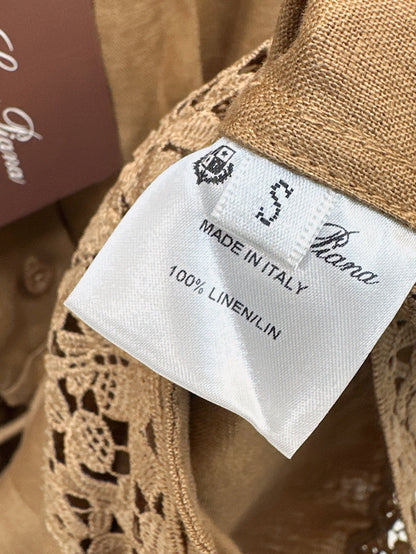 Piana
S
MADE IN ITALY
Piana
100% LINEN/LIN